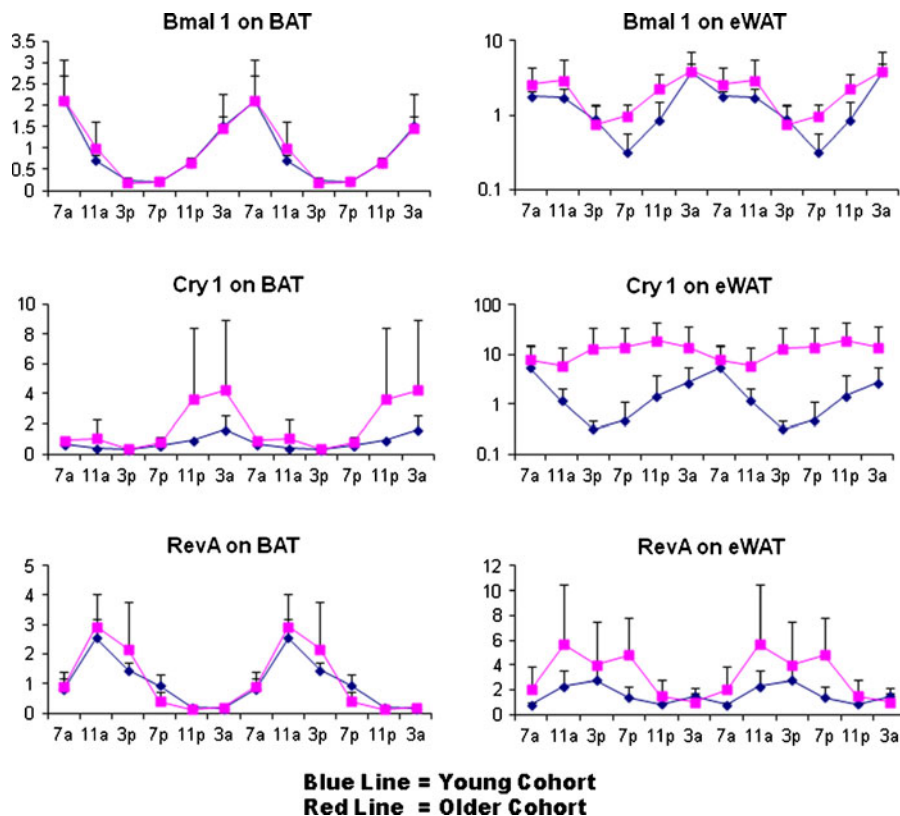 Bmal 1 on BAT
3.5
3
2.5
2
1.5
1
0.5
0
7a 11a 3p 7p 11p 3a 7a 11a 3p 7p 11p 3a
Bmal 1 on eWAT
10
1
0.1
7a 11a 3p 7p 11p 3a 7a 11a 3p 7p 11p 3a
Cry 1 on BAT
10
8
6
4
2
0
7a 11a 3p 7p 11p 3a 7a 11a 3p 7p 11p 3a
Cry 1 on eWAT
100
10
1
0.1
7a 11a 3p 7p 11p 3a 7a 11a 3p 7p 11p 3a
RevA on BAT
5
4
3
2
1
0
7a 11a 3p 7p 11p 3a 7a 11a 3p 7p 11p 3a
RevA on eWAT
12
10
8
6
4
2
0
7a 11a 3p 7p 11p 3a 7a 11a 3p 7p 11p 3a
Blue Line = Young Cohort
Red Line = Older Cohort